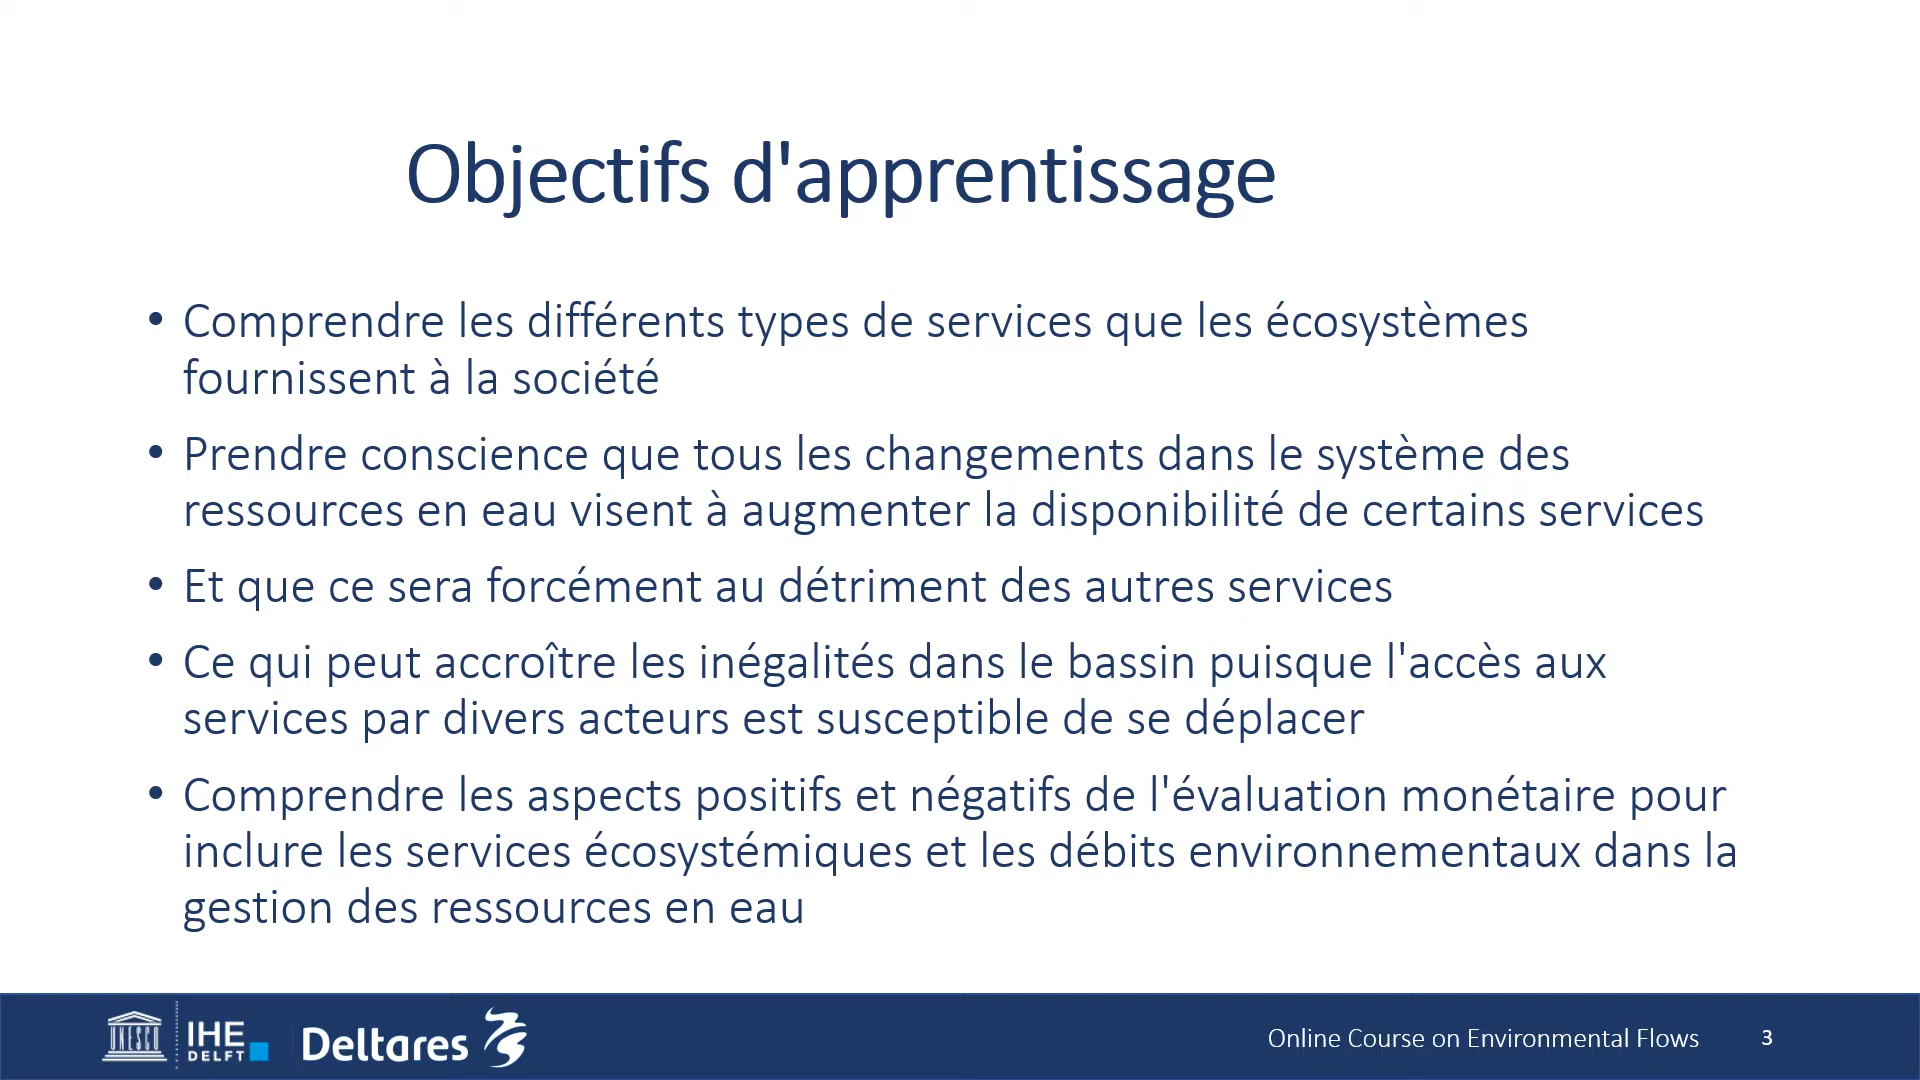 Objectifs d'apprentissage
• Comprendre les différents types de services que les écosystèmes
fournissent à la société
• Prendre conscience que tous les changements dans le système des
ressources en eau visent à augmenter la disponibilité de certains services
• Et que ce sera forcément au détriment des autres services
• Ce qui peut accroître les inégalités dans le bassin puisque l'accès aux
services par divers acteurs est susceptible de se déplacer
• Comprendre les aspects positifs et négatifs de l'évaluation monétaire pour
inclure les services écosystémiques et les débits environnementaux dans la
gestion des ressources en eau
UNESCO
IHE
DELFT
Deltares
Online Course on Environmental Flows
3